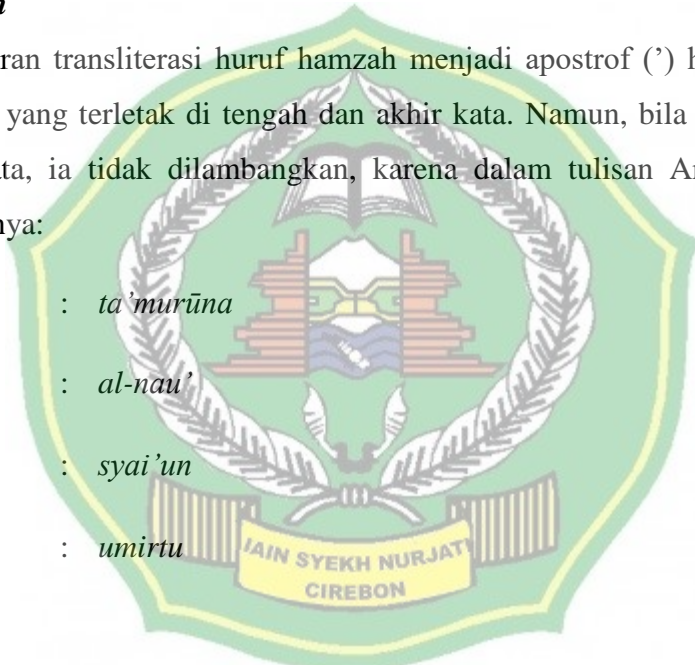 ran transliterasi huruf hamzah menjadi apostrof (’) h
yang terletak di tengah dan akhir kata. Namun, bila
ata, ia tidak dilambangkan, karena dalam tulisan Ar
nya:
: ta’murūna
: al-nau’
: syai’un
: umirtu
IAIN SYEKH NURJATI
CIREBON